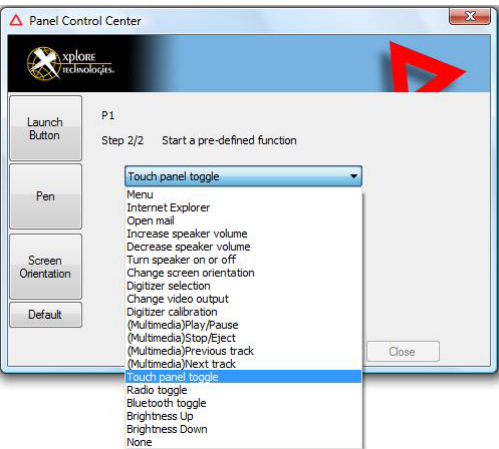 Panel Control Center
xplore
TECHNOLOGIES.
Launch
Button
P1
Step 2/2 Start a pre-defined function
Touch panel toggle
Pen
Screen
Orientation
Default
Menu
Internet Explorer
Open mail
Increase speaker volume
Decrease speaker volume
Turn speaker on or off
Change screen orientation
Digitizer selection
Change video output
Digitizer calibration
(Multimedia)Play/Pause
(Multimedia)Stop/Eject
(Multimedia)Previous track
(Multimedia)Next track
Touch panel toggle
Radio toggle
Bluetooth toggle
Brightness Up
Brightness Down
None
Close